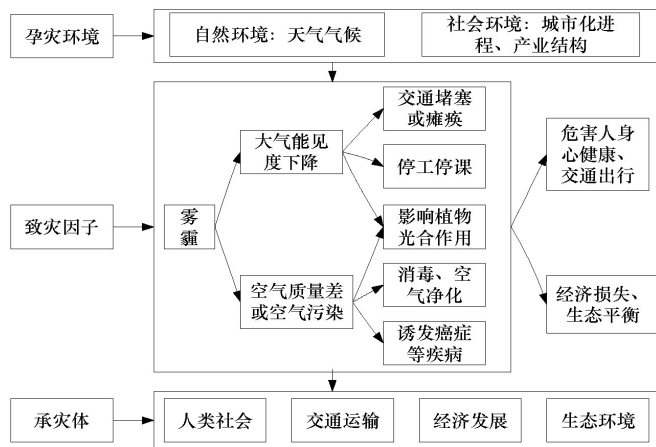 孕灾环境
自然环境：天气气候
社会环境：城市化进
程、产业结构
致灾因子
雾
霾
大气能见
度下降
空气质量差
或空气污染
交通堵塞
或瘫痪
停工停课
影响植物
光合作用
消毒、空
气净化
诱发癌症
等疾病
危害人身
心健康、
交通出行
经济损失、
生态平衡
承灾体
人类社会
交通运输
经济发展
生态环境